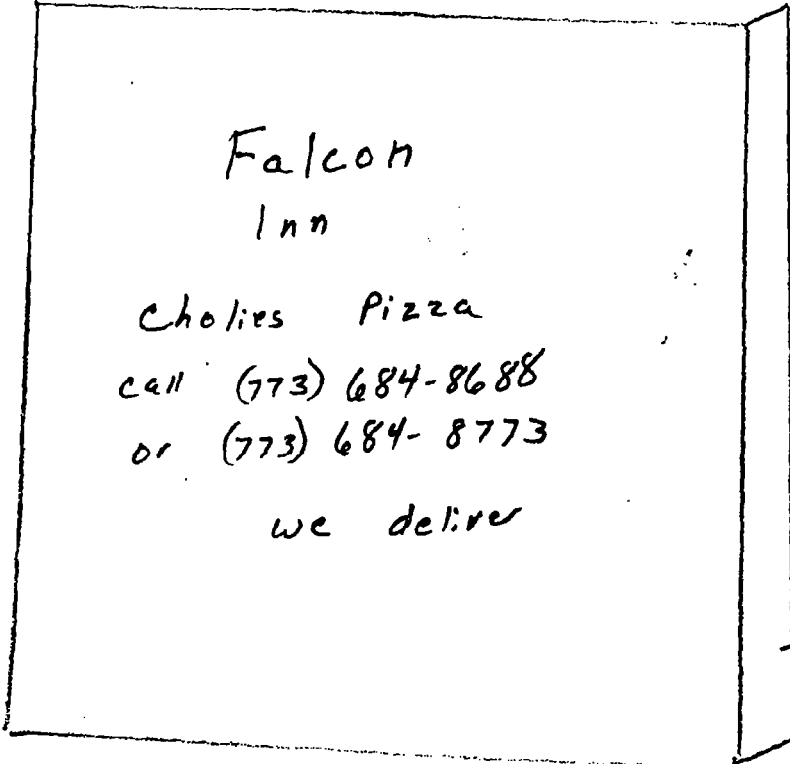 Falcon
Inn
Cholies Pizza
call (773) 684-8688
or (773) 684-8773
we deliver